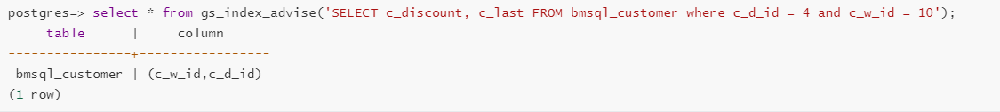 postgres=> select * from gs_index_advise('SELECT c_discount, c_last FROM bmsql_customer where c_d_id = 4 and c_w_id = 10');
     table      |     column
----------------+-----------------
 bmsql_customer | (c_w_id,c_d_id)
(1 row)